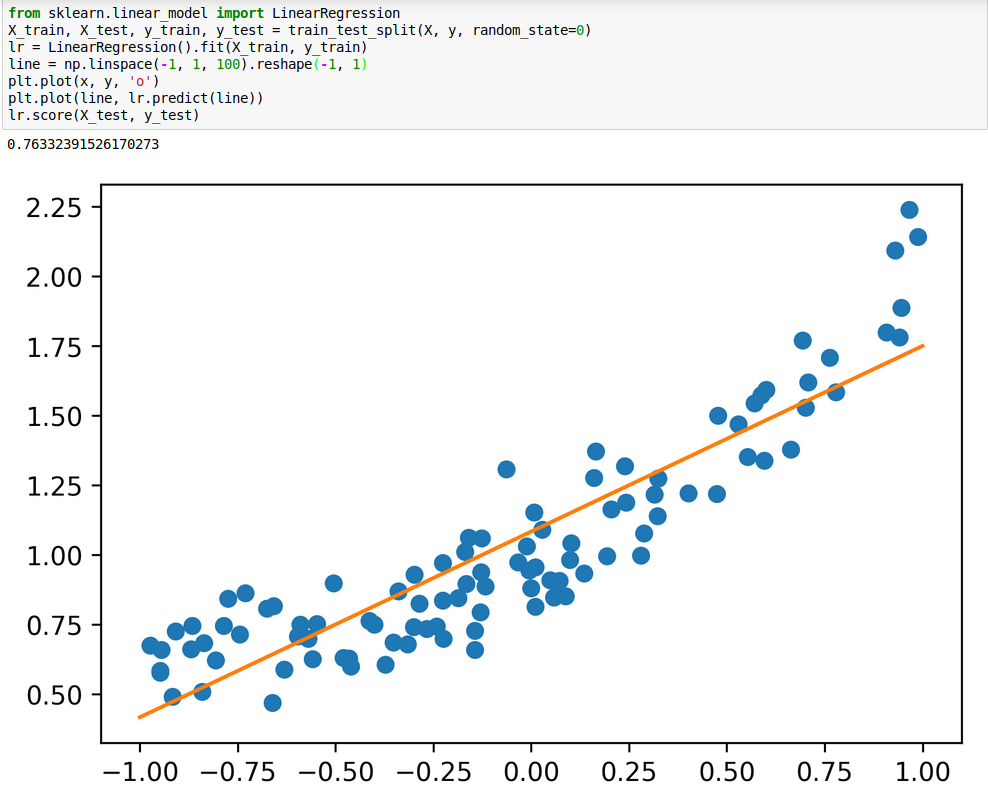 from sklearn.linear_model import LinearRegression
X_train, X_test, y_train, y_test = train_test_split(X, y, random_state=0)
lr = LinearRegression().fit(X_train, y_train)
line = np.linspace(-1, 1, 100).reshape(-1, 1)
plt.plot(x, y, 'o')
plt.plot(line, lr.predict(line))
lr.score(X_test, y_test)
0.76332391526170273
2.25
2.00
1.75
1.50
1.25
1.00
0.75
0.50
−1.00 −0.75 −0.50 −0.25 0.00 0.25 0.50 0.75 1.00